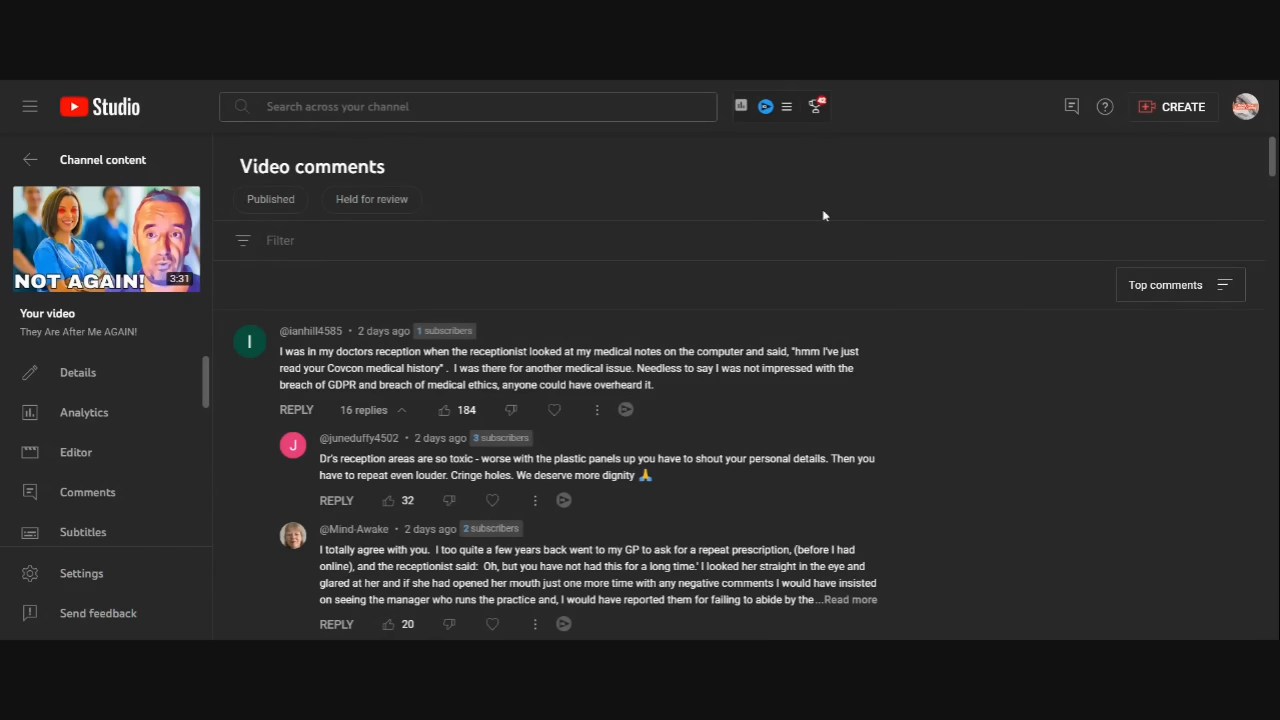 Studio
Search across your channel
42
CREATE
Channel content
Video comments
Published
Held for review
NOT AGAIN!
3:31
Filter
Top comments
Your video
They Are After Me AGAIN!
Details
Analytics
Editor
Comments
Subtitles
Settings
Send feedback
I
@ianhill4585 • 2 days ago 1 subscribers
I was in my doctors reception when the receptionist looked at my medical notes on the computer and said, "hmm I've just
read your Covcon medical history" . I was there for another medical issue. Needless to say I was not impressed with the
breach of GDPR and breach of medical ethics, anyone could have overheard it.
REPLY 16 replies 184
J
@juneduffy4502 • 2 days ago 3 subscribers
Dr's reception areas are so toxic - worse with the plastic panels up you have to shout your personal details. Then you
have to repeat even louder. Cringe holes. We deserve more dignity 🙏
REPLY 32
@Mind-Awake • 2 days ago 2 subscribers
I totally agree with you. I too quite a few years back went to my GP to ask for a repeat prescription, (before I had
online), and the receptionist said: Oh, but you have not had this for a long time.' I looked her straight in the eye and
glared at her and if she had opened her mouth just one more time with any negative comments I would have insisted
on seeing the manager who runs the practice and, I would have reported them for failing to abide by the ...Read more
REPLY 20